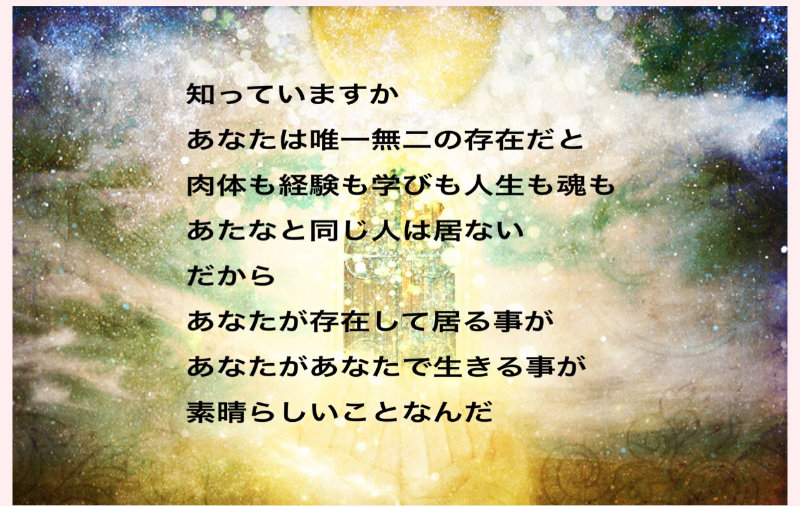 知っていますか
あなたは唯一無二の存在だと
肉体も経験も学びも人生も魂も
あたなと同じ人は居ない
だから
あなたが存在して居る事が
あなたがあなたで生きる事が
素晴らしいことなんだ